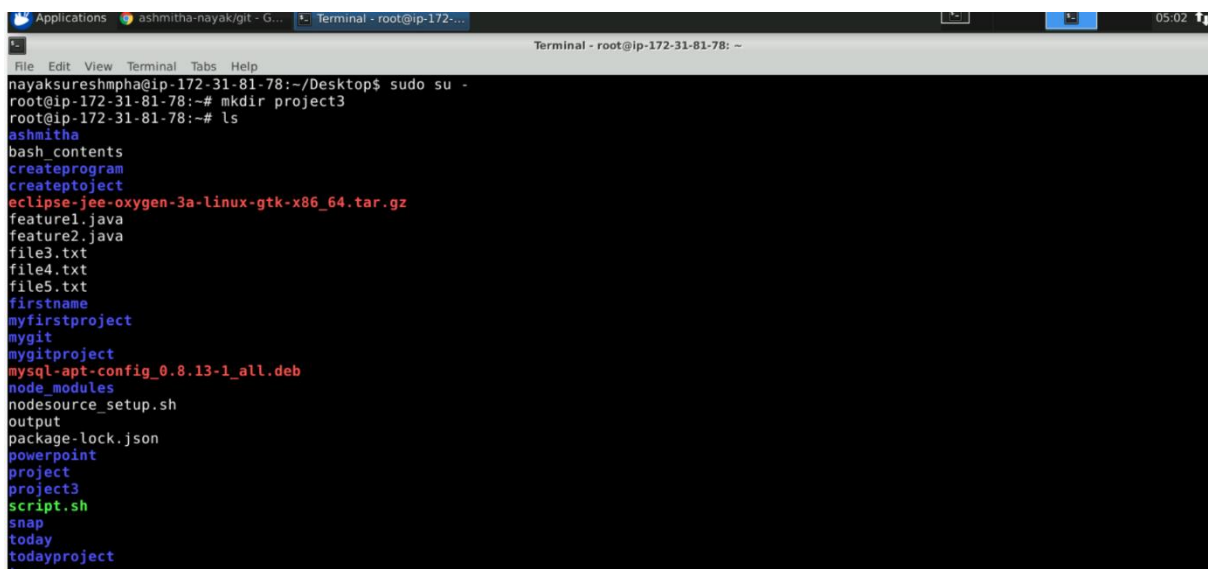 Applications ashmitha-nayak/git - G... Terminal - root@ip-172-... 05:02
Terminal - root@ip-172-31-81-78: ~
File Edit View Terminal Tabs Help
nayaksureshmpha@ip-172-31-81-78:~/Desktop$ sudo su -
root@ip-172-31-81-78:~# mkdir project3
root@ip-172-31-81-78:~# ls
ashmitha
bash_contents
createprogram
createptoject
eclipse-jee-oxygen-3a-linux-gtk-x86_64.tar.gz
feature1.java
feature2.java
file3.txt
file4.txt
file5.txt
firstname
myfirstproject
mygit
mygitproject
mysql-apt-config_0.8.13-1_all.deb
node_modules
nodesource_setup.sh
output
package-lock.json
powerpoint
project
project3
script.sh
snap
today
todayproject